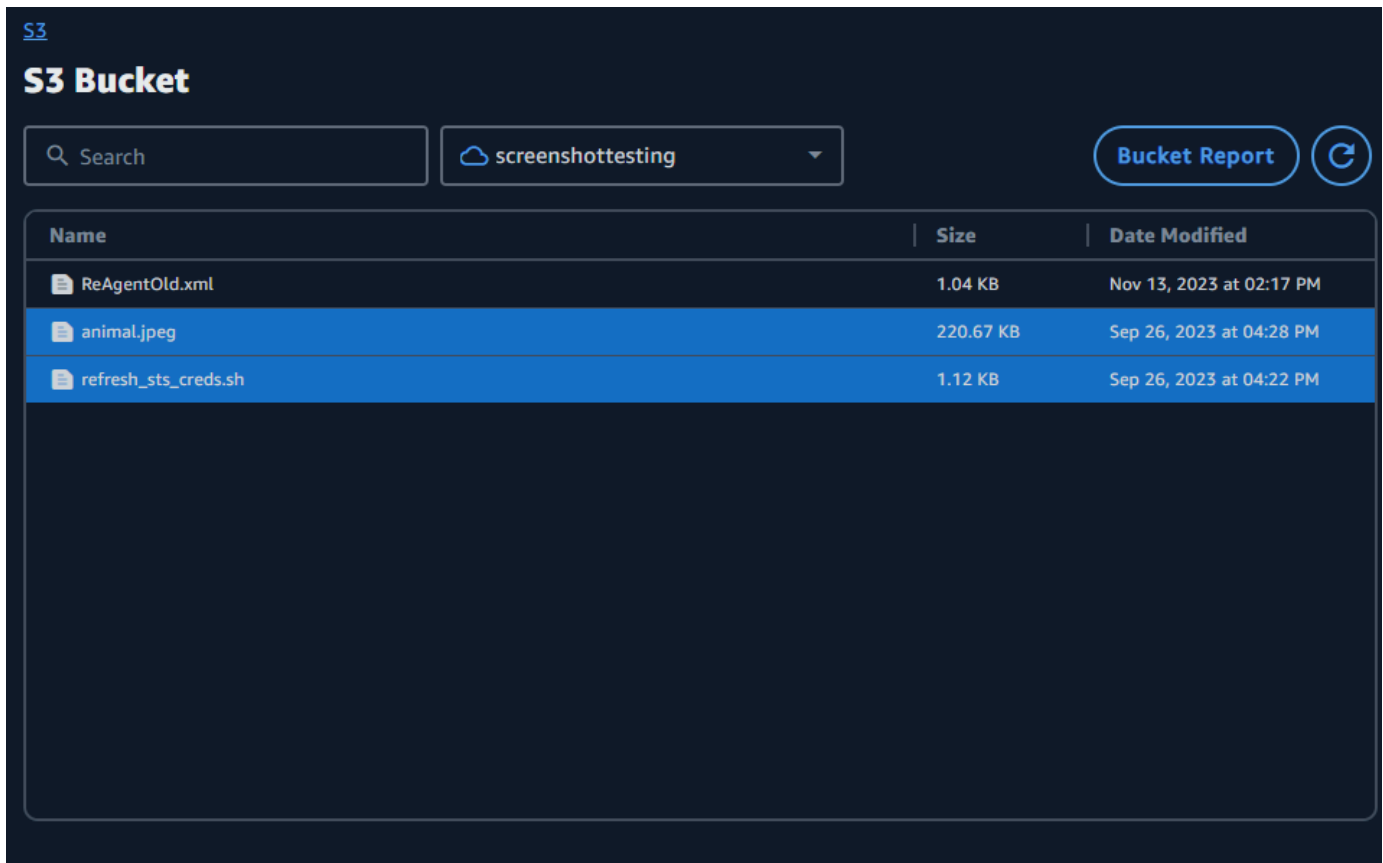 S3
S3 Bucket
Search screenshottesting Bucket Report
Name Size Date Modified
ReAgentOld.xml 1.04 KB Nov 13, 2023 at 02:17 PM
animal.jpeg 220.67 KB Sep 26, 2023 at 04:28 PM
refresh_sts_creds.sh 1.12 KB Sep 26, 2023 at 04:22 PM